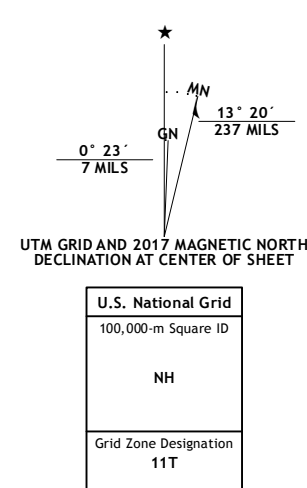 ★
MN
GN
13° 20´
237 MILS
0° 23´
7 MILS
UTM GRID AND 2017 MAGNETIC NORTH
DECLINATION AT CENTER OF SHEET
U.S. National Grid
100,000-m Square ID
NH
Grid Zone Designation
11T